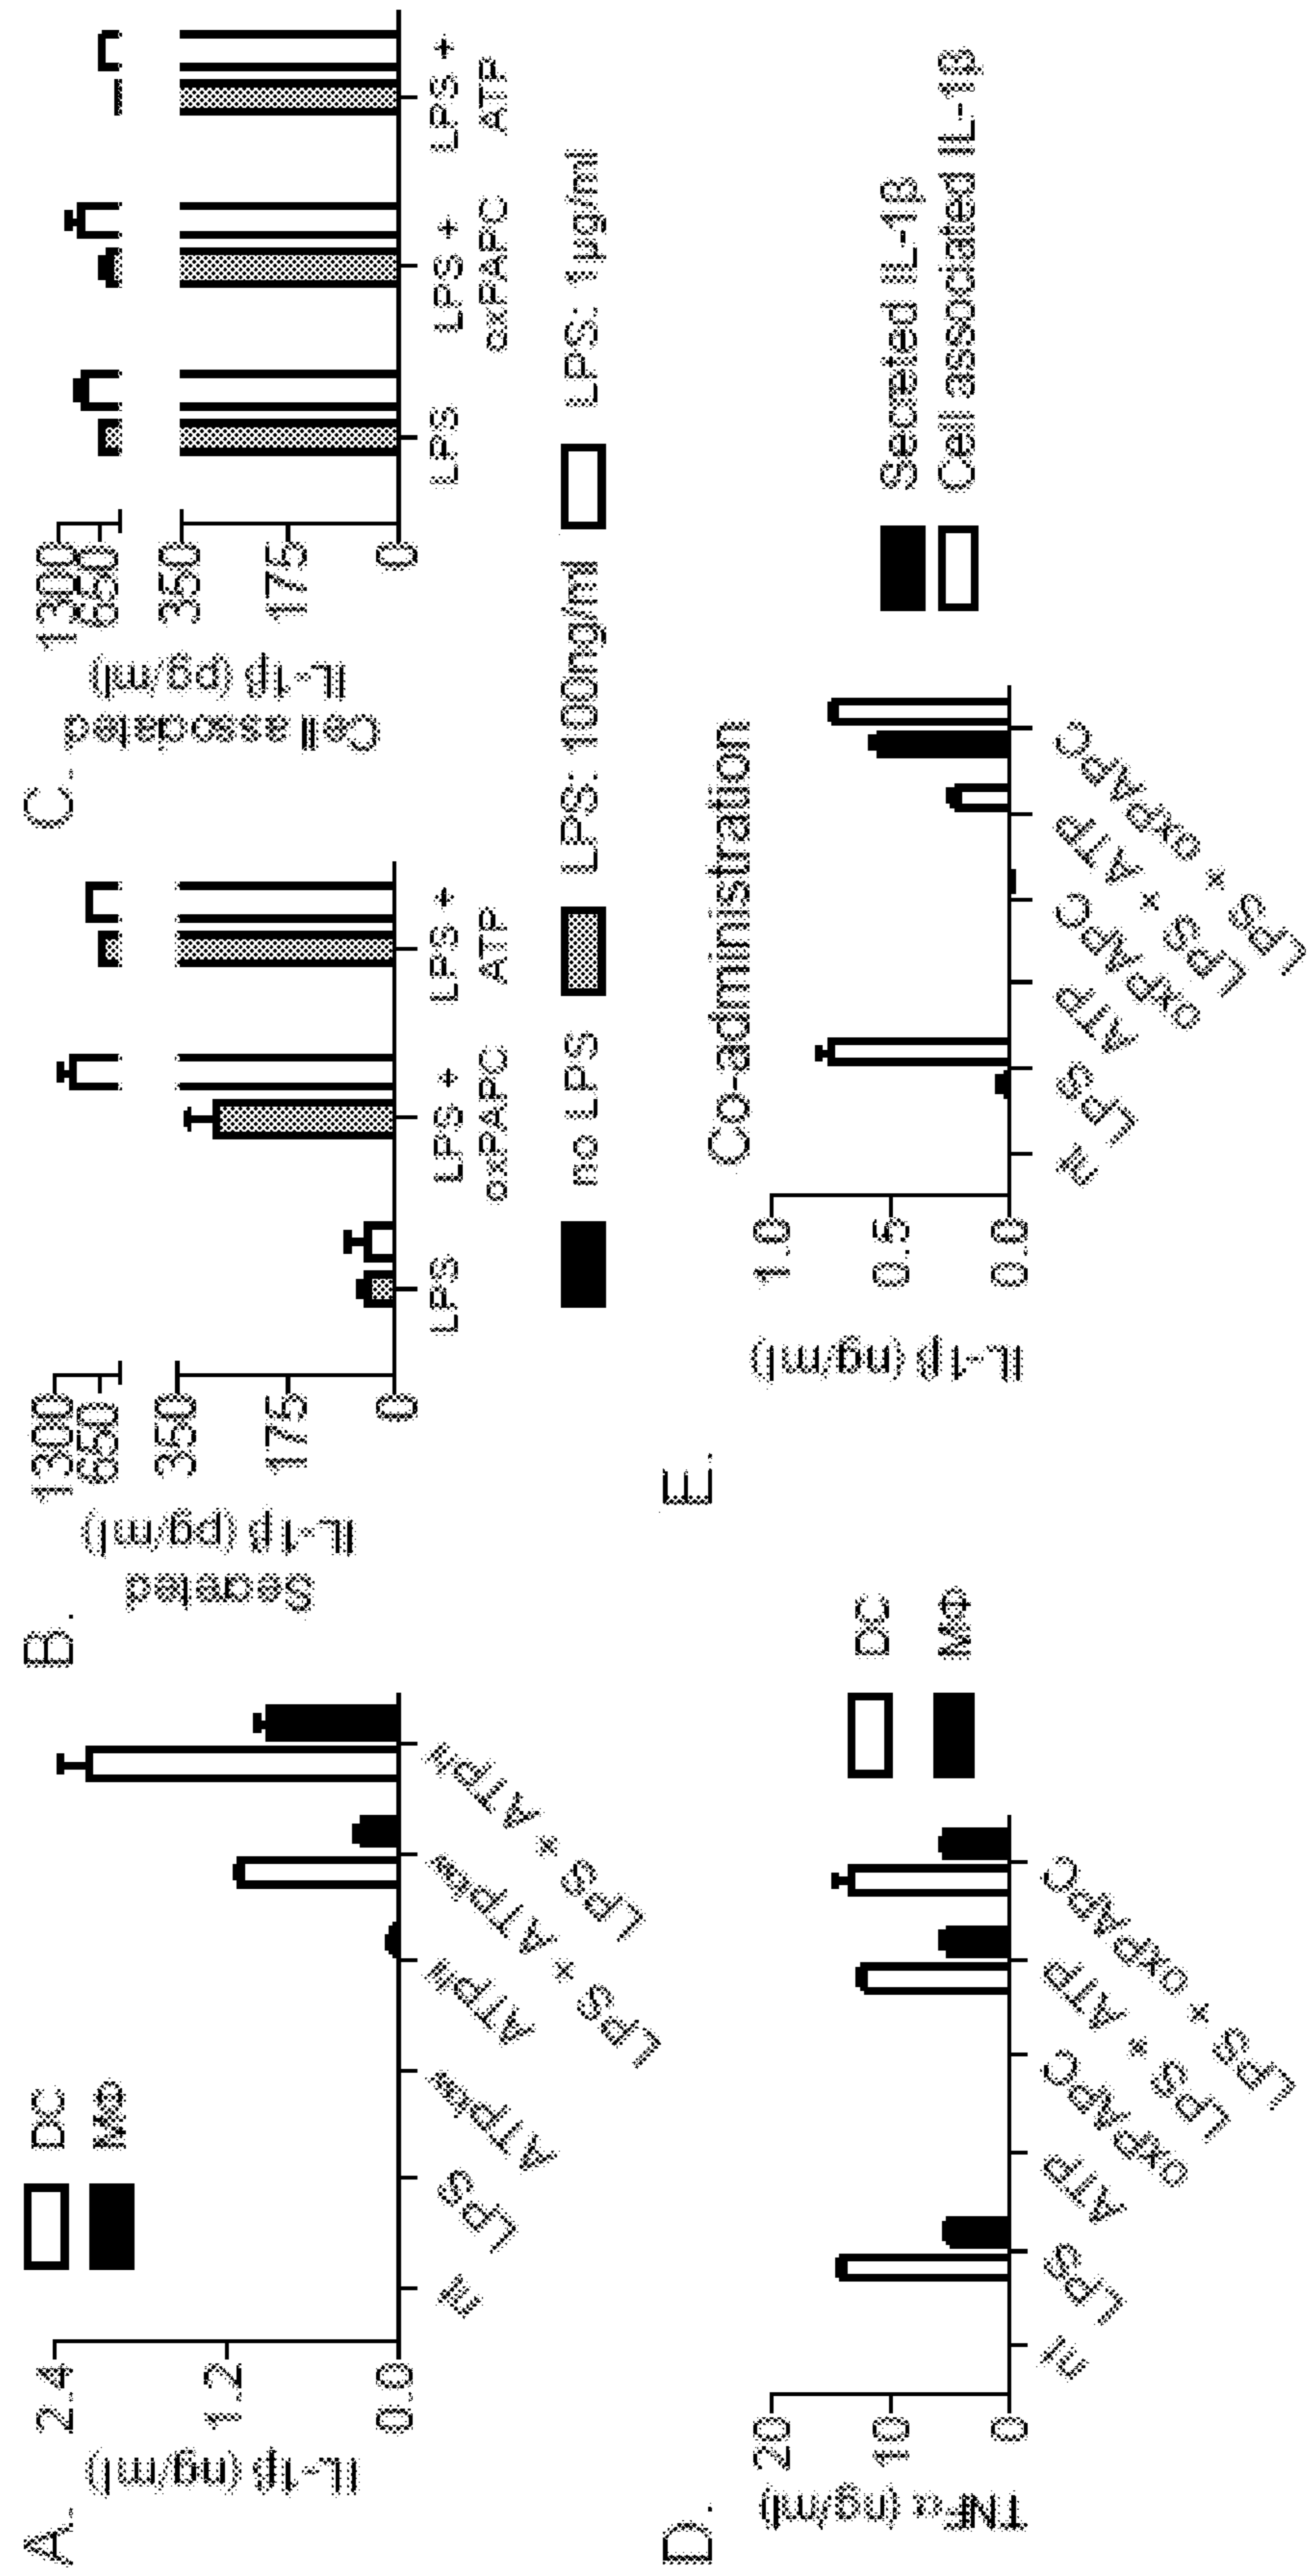 A.
IL-1β (ng/ml)
2.4
1.2
0.0
DC
MΦ
nt
LPS
ATPkis
ATPhi
LPS + ATPkis
LPS + ATPhi
B.
Secreted
IL-1β (pg/ml)
1300
650
350
175
0
LPS
LPS +
oxPAPC
LPS +
ATP
C.
Cell assoated
IL-1β (pg/ml)
1300
650
350
175
0
LPS
LPS +
oxPAPC
LPS +
ATP
no LPS
LPS: 100ng/ml
LPS: 1µg/ml
D.
TNFα (ng/ml)
20
10
0
nt
LPS
ATP
oxPAPC
LPS + ATP
LPS + oxPAPC
DC
MΦ
E.
Co-administration
IL-1β (ng/ml)
1.0
0.5
0.0
nt
LPS
ATP
oxPAPC
LPS + ATP
LPS + oxPAPC
Secreted IL-1β
Cell associated IL-1β